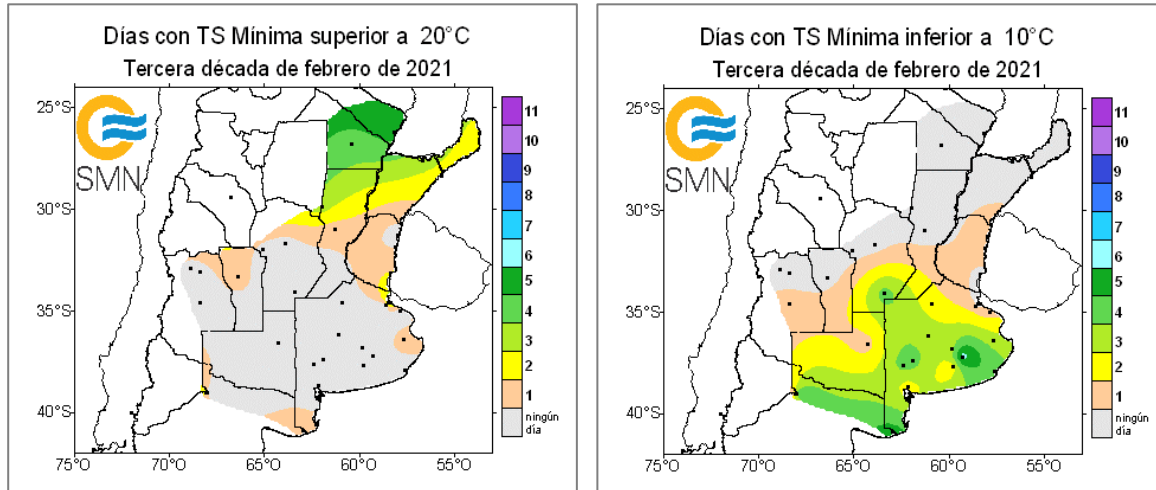 Días con TS Mínima superior a 20°C
Tercera década de febrero de 2021
SMN
25°S
30°S
35°S
40°S
75°O
70°O
65°O
60°O
55°O
11
10
9
8
7
6
5
4
3
2
1
ningún
día
Días con TS Mínima inferior a 10°C
Tercera década de febrero de 2021
SMN
25°S
30°S
35°S
40°S
75°O
70°O
65°O
60°O
55°O
11
10
9
8
7
6
5
4
3
2
1
ningún
día